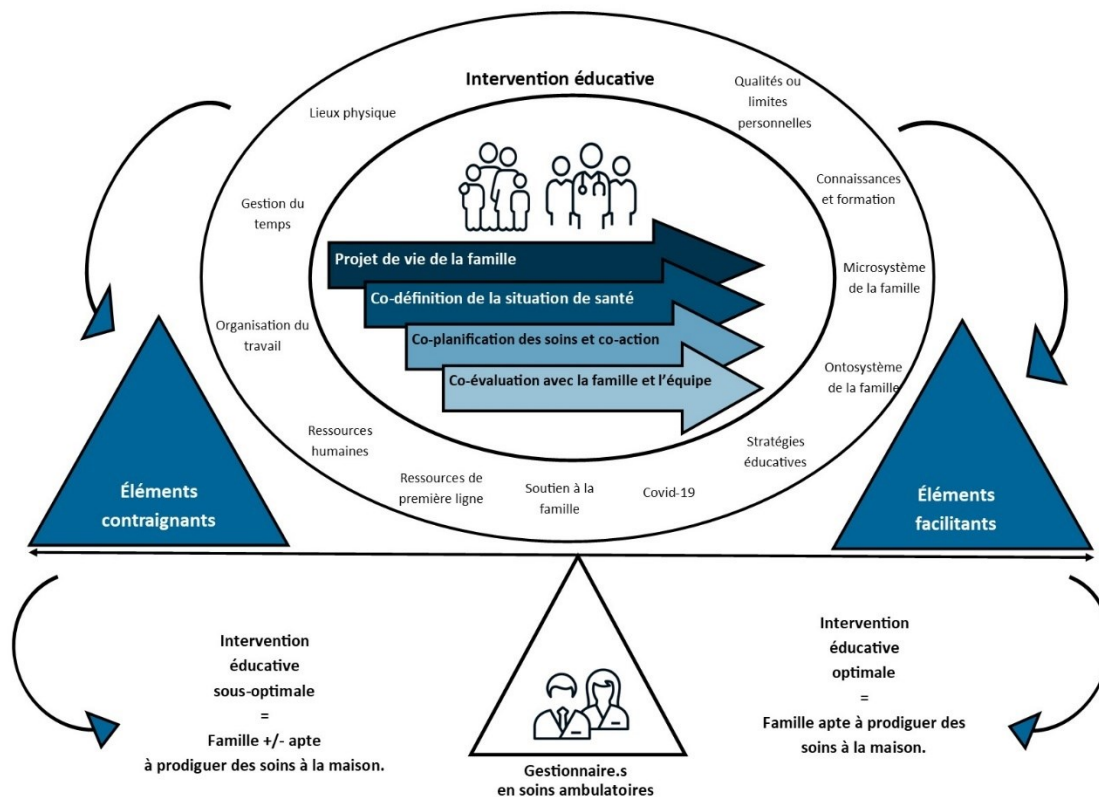 Intervention éducative
Lieux physique
Qualités ou
limites
personnelles
Gestion du
temps
Connaissances
et formation
Projet de vie de la famille
Microsystème
de la famille
Co-définition de la situation de santé
Organisation du
travail
Co-planification des soins et co-action
Co-évaluation avec la famille et l'équipe
Ontosystème
de la famille
Ressources
humaines
Stratégies
éducatives
Ressources de
première ligne
Soutien à la
famille
Covid-19
Éléments
contraignants
Éléments
facilitants
Intervention
éducative
sous-optimale
=
Famille +/- apte
à prodiguer des soins à la maison.
Intervention
éducative
optimale
=
Famille apte à prodiguer des
soins à la maison.
Gestionnaire.s
en soins ambulatoires